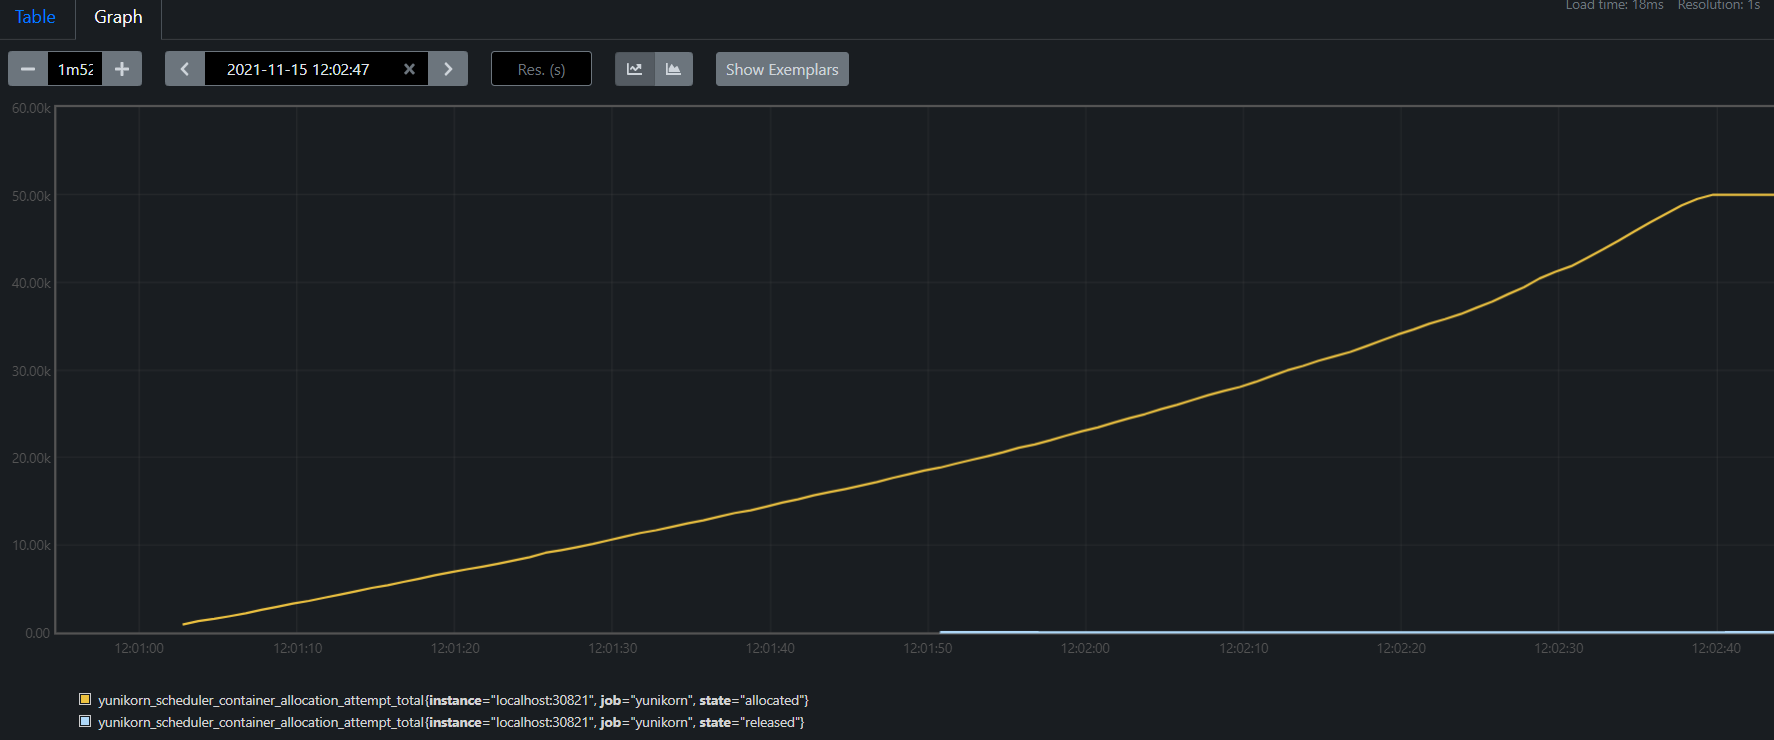 Table Graph Load time: 18ms Resolution: 1s
1m52 2021-11-15 12:02:47 Res. (s) Show Exemplars
60.00k
50.00k
40.00k
30.00k
20.00k
10.00k
0.00
12:01:00 12:01:10 12:01:20 12:01:30 12:01:40 12:01:50 12:02:00 12:02:10 12:02:20 12:02:30 12:02:40
yunikorn_scheduler_container_allocation_attempt_total{instance="localhost:30821", job="yunikorn", state="allocated"}
yunikorn_scheduler_container_allocation_attempt_total{instance="localhost:30821", job="yunikorn", state="released"}